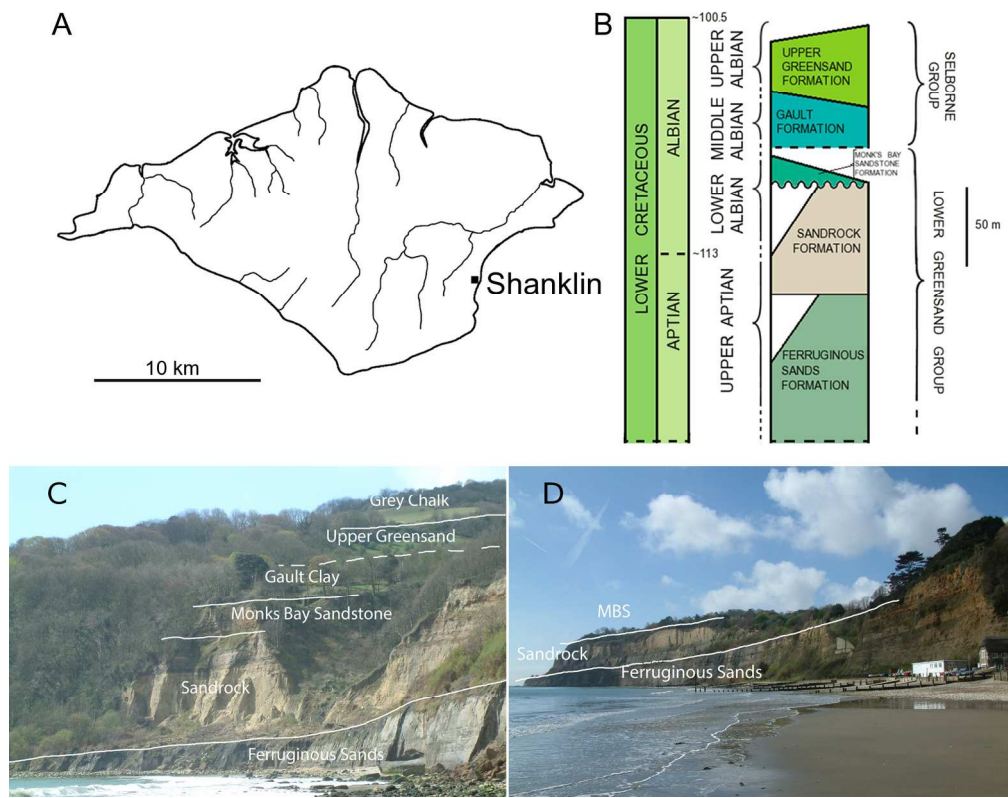 A
Shanklin
10 km
B
~100.5
~113
LOWER CRETACEOUS
ALBIAN
APTIAN
UPPER
ALBIAN
MIDDLE
ALBIAN
LOWER
ALBIAN
UPPER APTIAN
UPPER
GREENSAND
FORMATION
GAULT
FORMATION
MONK'S BAY
SANDSTONE
FORMATION
SANDROCK
FORMATION
FERRUGINOUS
SANDS
FORMATION
SELBCRNE
GROUP
LOWER GREENSAND GROUP
50 m
C
Grey Chalk
Upper Greensand
Gault Clay
Monks Bay Sandstone
Sandrock
Ferruginous Sands
D
MBS
Sandrock
Ferruginous Sands